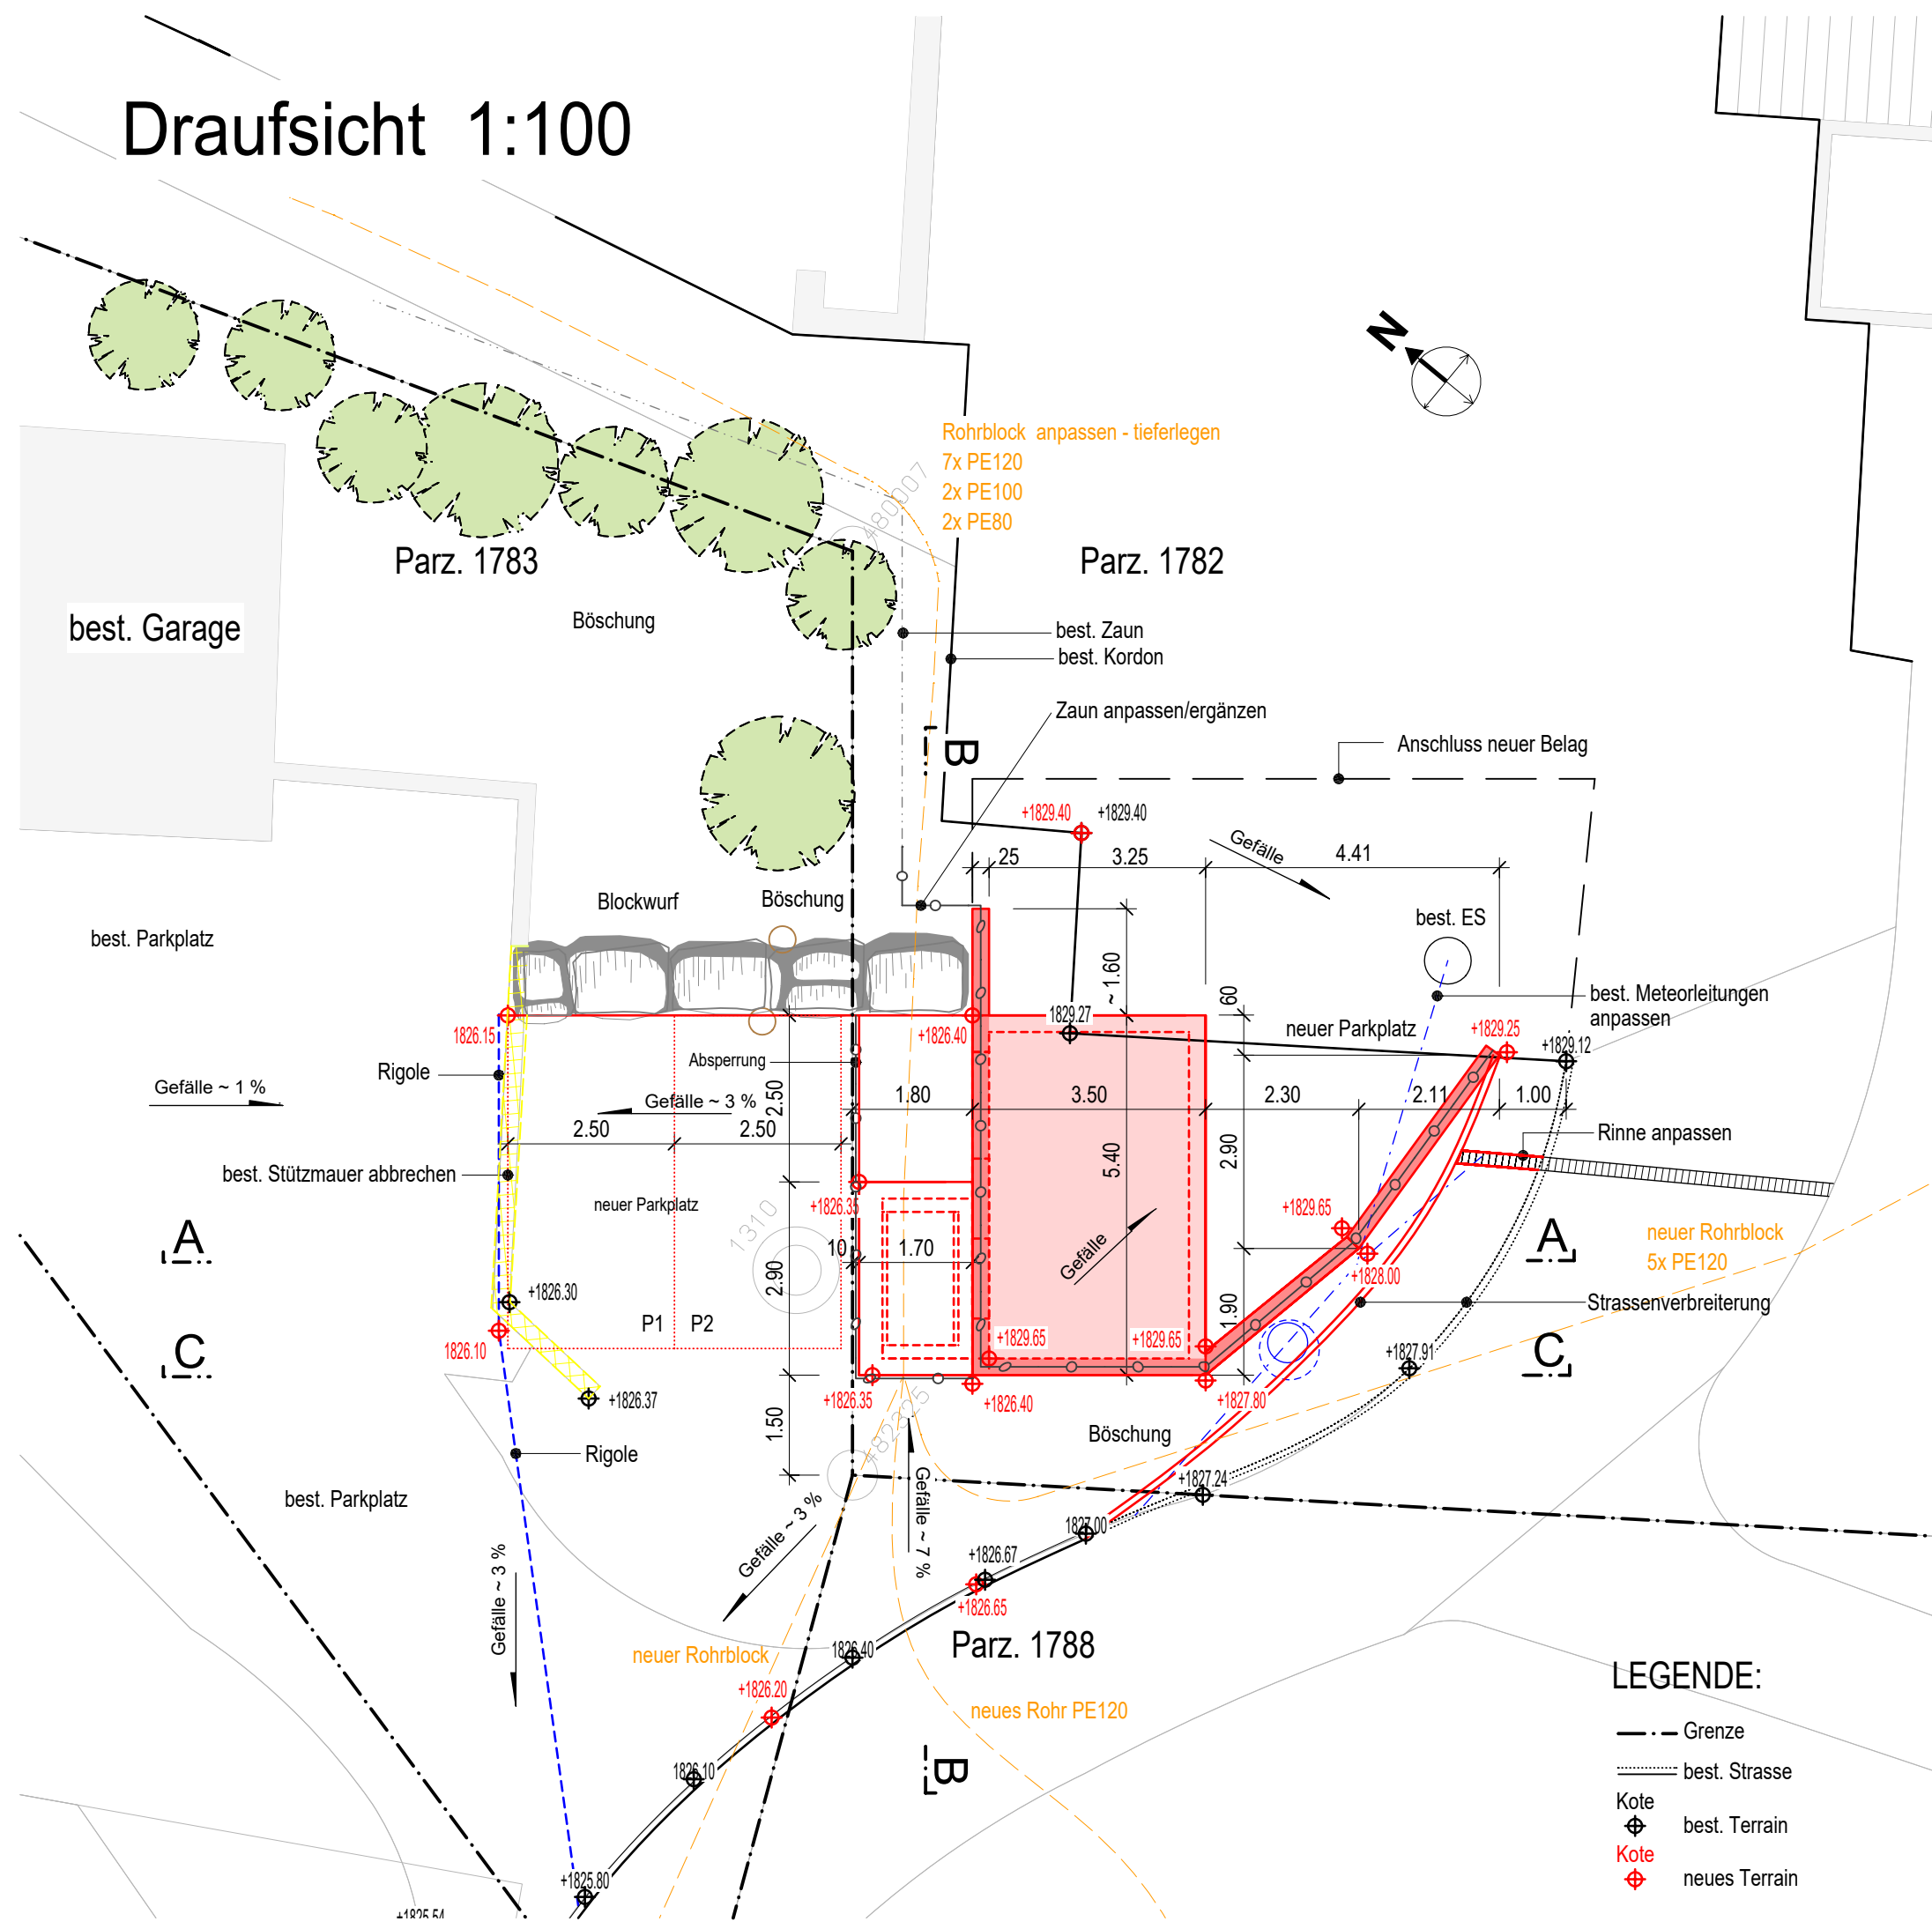 Draufsicht 1:100
N
Rohrblock anpassen - tieferlegen
7x PE120
2x PE100
2x PE80
480007
Parz. 1783
Parz. 1782
best. Garage
Böschung
best. Zaun
best. Kordon
Zaun anpassen/ergänzen
B
Anschluss neuer Belag
+1829.40
+1829.40
Gefälle
25
3.25
4.41
Blockwurf
Böschung
best. ES
best. Parkplatz
~ 1.60
60
best. Meteorleitungen
anpassen
1826.15
+1826.40
1829.27
neuer Parkplatz
+1829.25
+1829.12
Rigole
Absperrung
Gefälle ~ 1 %
Gefälle ~ 3 %
2.50
1.80
3.50
2.30
2.11
1.00
2.50
2.50
Rinne anpassen
5.40
2.90
best. Stützmauer abbrechen
neuer Parkplatz
+1826.35
+1829.65
1310
A
10
1.70
Gefälle
A
neuer Rohrblock
5x PE120
2.90
+1828.00
+1826.30
Strassenverbreiterung
P1
P2
1.90
C
1826.10
+1829.65
+1829.65
C
+1827.91
+1826.37
+1826.35
+1826.40
+1827.80
1.50
482325
Böschung
Rigole
best. Parkplatz
+1827.24
Gefälle ~ 3 %
Gefälle ~ 7 %
1827.00
Gefälle ~ 3 %
+1826.67
+1826.65
Parz. 1788
neuer Rohrblock
1826.40
+1826.20
neues Rohr PE120
B
1826.10
+1825.80
+1825.54
LEGENDE:
Grenze
best. Strasse
Kote
best. Terrain
Kote
neues Terrain